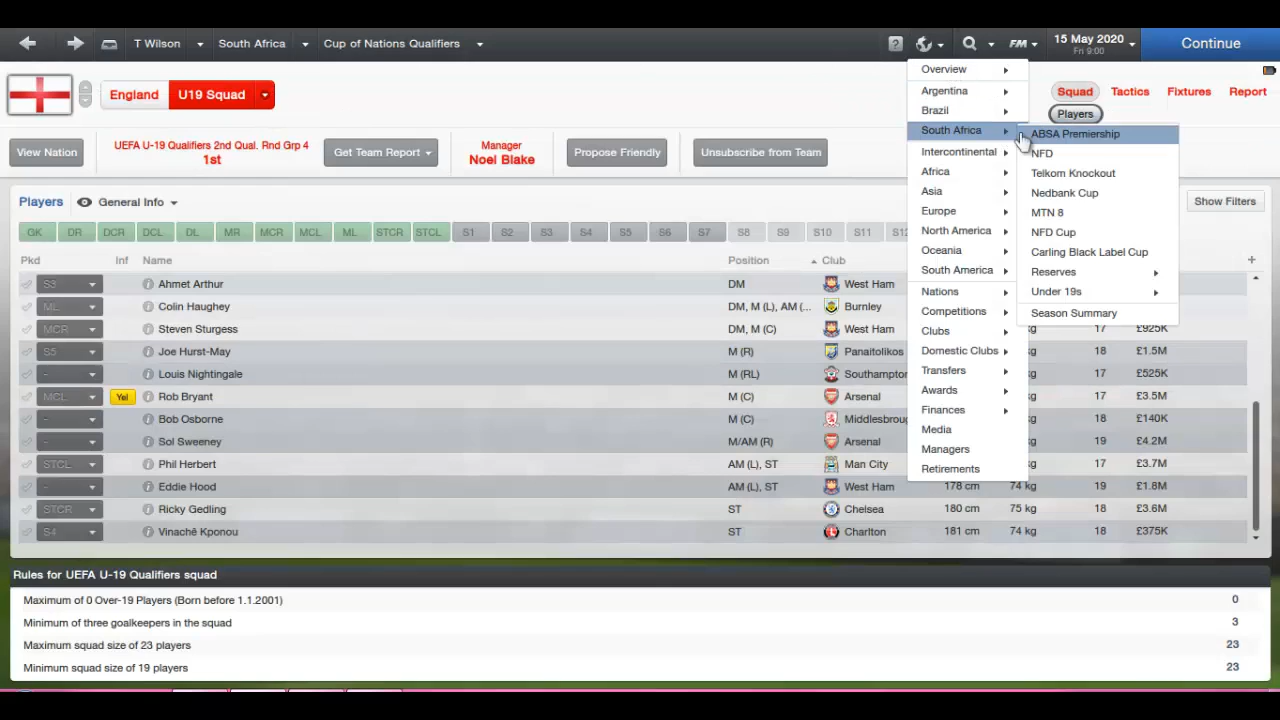 T Wilson South Africa Cup of Nations Qualifiers ? FM 15 May 2020 Fri 9:00 Continue
England U19 Squad Squad Tactics Fixtures Report
Players
View Nation UEFA U-19 Qualifiers 2nd Qual. Rnd Grp 4 1st Get Team Report Manager Noel Blake Propose Friendly Unsubscribe from Team
Overview
Argentina
Brazil
South Africa
Intercontinental
Africa
Asia
Europe
North America
Oceania
South America
Nations
Competitions
Clubs
Domestic Clubs
Transfers
Awards
Finances
Media
Managers
Retirements
ABSA Premiership
NFD
Telkom Knockout
Nedbank Cup
MTN 8
NFD Cup
Carling Black Label Cup
Reserves
Under 19s
Season Summary
Players General Info Show Filters
GK DR DCR DCL DL MR MCR MCL ML STCR STCL S1 S2 S3 S4 S5 S6 S7 S8 S9 S10 S11
Pkd Inf Name Position Club
S3 Ahmet Arthur DM West Ham
ML Colin Haughey DM, M (L), AM (... Burnley
MCR Steven Sturgess DM, M (C) West Ham 17 £925K
S5 Joe Hurst-May M (R) Panaitolikos kg 18 £1.5M
- Louis Nightingale M (RL) Southampton kg 17 £525K
MCL Yel Rob Bryant M (C) Arsenal kg 17 £3.5M
- Bob Osborne M (C) Middlesbroug kg 18 £140K
- Sol Sweeney M/AM (R) Arsenal kg 19 £4.2M
STCL Phil Herbert AM (L), ST Man City kg 17 £3.7M
- Eddie Hood AM (L), ST West Ham 178 cm 74 kg 19 £1.8M
STCR Ricky Gedling ST Chelsea 180 cm 75 kg 18 £3.6M
S4 Vinachê Kponou ST Charlton 181 cm 74 kg 18 £375K
Rules for UEFA U-19 Qualifiers squad
Maximum of 0 Over-19 Players (Born before 1.1.2001) 0
Minimum of three goalkeepers in the squad 3
Maximum squad size of 23 players 23
Minimum squad size of 19 players 23